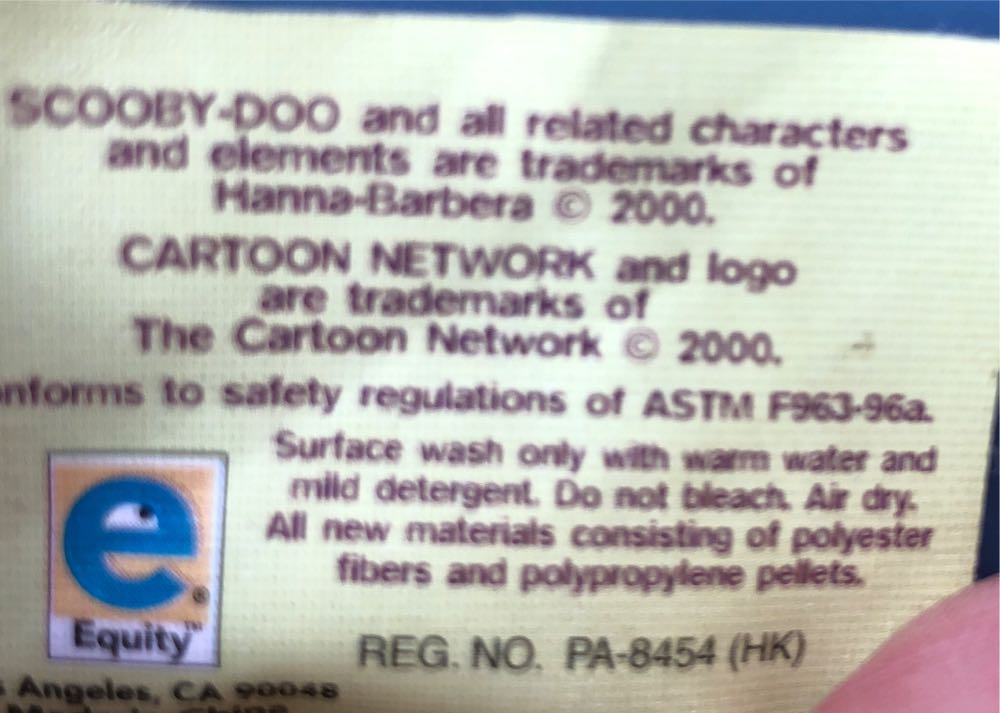 SCOOBY-DOO and all related characters
and elements are trademarks of
Hanna-Barbera © 2000.
CARTOON NETWORK and logo
are trademarks of
The Cartoon Network © 2000.
onforms to safety regulations of ASTM F963-96a.
Surface wash only with warm water and
mild detergent. Do not bleach. Air dry.
All new materials consisting of polyester
fibers and polypropylene pellets.
e®
Equity™
REG. NO. PA-8454 (HK)
s Angeles, CA 90048